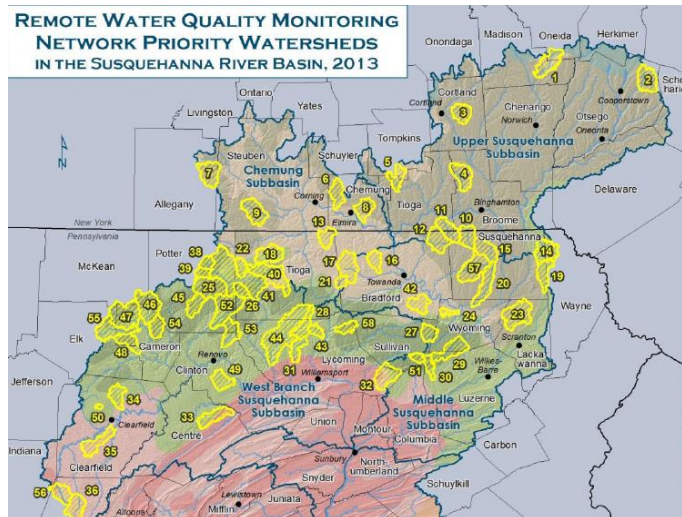 REMOTE WATER QUALITY MONITORING
NETWORK PRIORITY WATERSHEDS
IN THE SUSQUEHANNA RIVER BASIN, 2013
Madison
Oneida
Herkimer
Onondaga
1
2
Ontario
Cortland
Cooperstown
Yates
Cortland
3
Chenango
Otsego
Livingston
Norwich
Oneonta
Tompkins
Upper Susquehanna
Subbasin
Steuben
Schuyler
5
7
Chemung
Subbasin
6
Chemung
4
Tioga
Delaware
Allegany
Corning
8
Binghamton
9
Elmira
11
10
Broome
13
12
New York
Pennsylvania
Susquehanna
Potter
38
22
18
17
16
15
14
McKean
39
Tioga
57
40
21
Towanda
20
19
25
41
Bradford
42
Wayne
46
45
52
26
55
47
28
24
23
54
53
58
27
Wyoming
Elk
48
Cameron
44
43
Sullivan
Scranton
Renovo
Lycoming
29
Lacka
wanna
Clinton
49
31
Williamsport
32
51
30
Wilkes-
Barre
Jefferson
34
West Branch
Susquehanna
Subbasin
Middle
Susquehanna
Subbasin
Luzerne
50
33
Clearfield
Union
Montour
Columbia
Centre
Carbon
35
Indiana
Sunbury
North-
umberland
Clearfield
Snyder
Schuylkill
56
36
Lewistown
Juniata
Mifflin